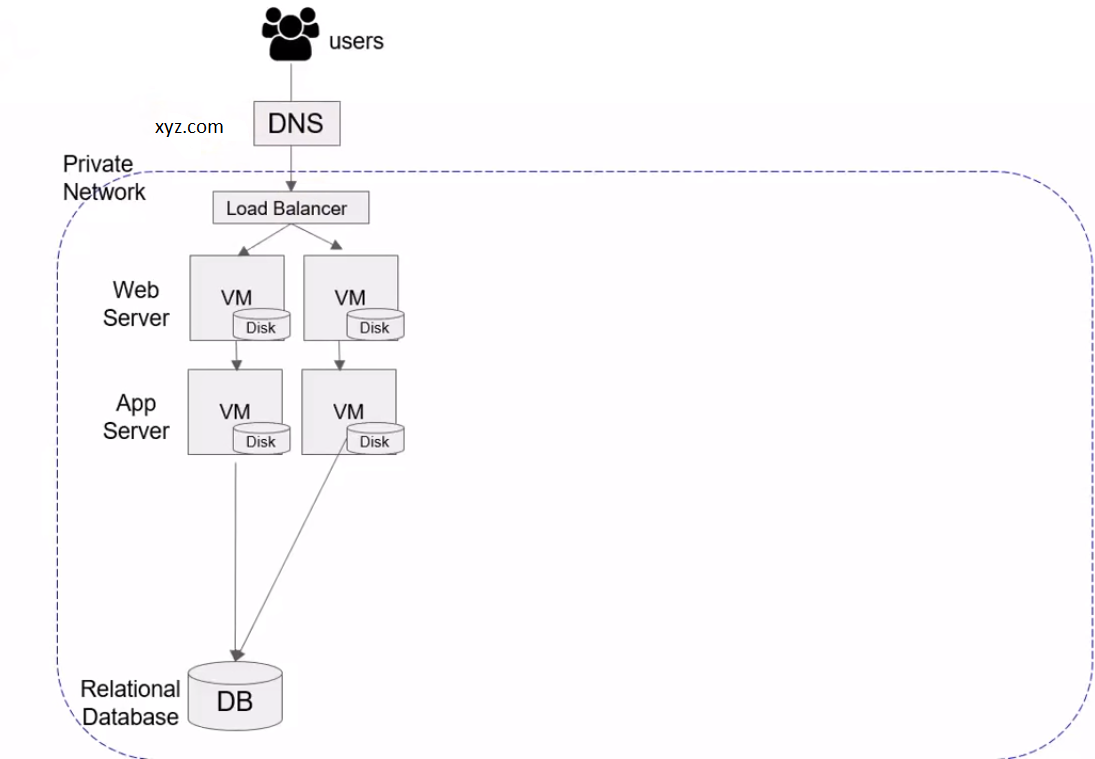 users
xyz.com
DNS
Private
Network
Load Balancer
Web
Server
VM
Disk
VM
Disk
App
Server
VM
Disk
VM
Disk
Relational
Database
DB